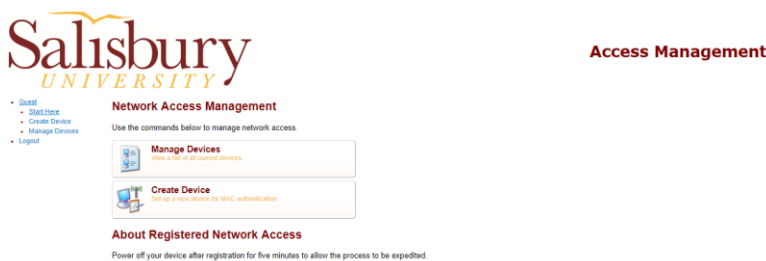 Salisbury
UNIVERSITY
Access Management
Guest
Start Here
Create Device
Manage Devices
Logout
Network Access Management
Use the commands below to manage network access.
Manage Devices
View a list of all current devices
Create Device
Set up a new device for MAC authentication
About Registered Network Access
Power off your device after registration for five minutes to allow the process to be expedited.